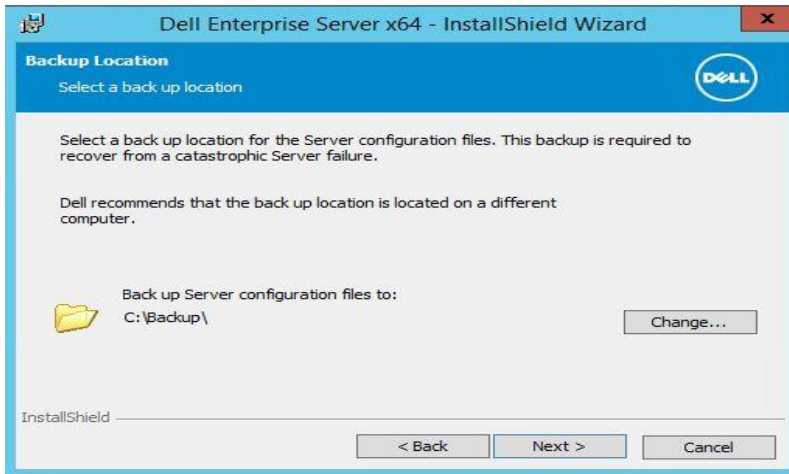 Dell Enterprise Server x64 - InstallShield Wizard
x
Backup Location
Select a back up location
DELL
Select a back up location for the Server configuration files. This backup is required to
recover from a catastrophic Server failure.
Dell recommends that the back up location is located on a different
computer.
Back up Server configuration files to:
C:\Backup\
Change...
InstallShield
< Back
Next >
Cancel